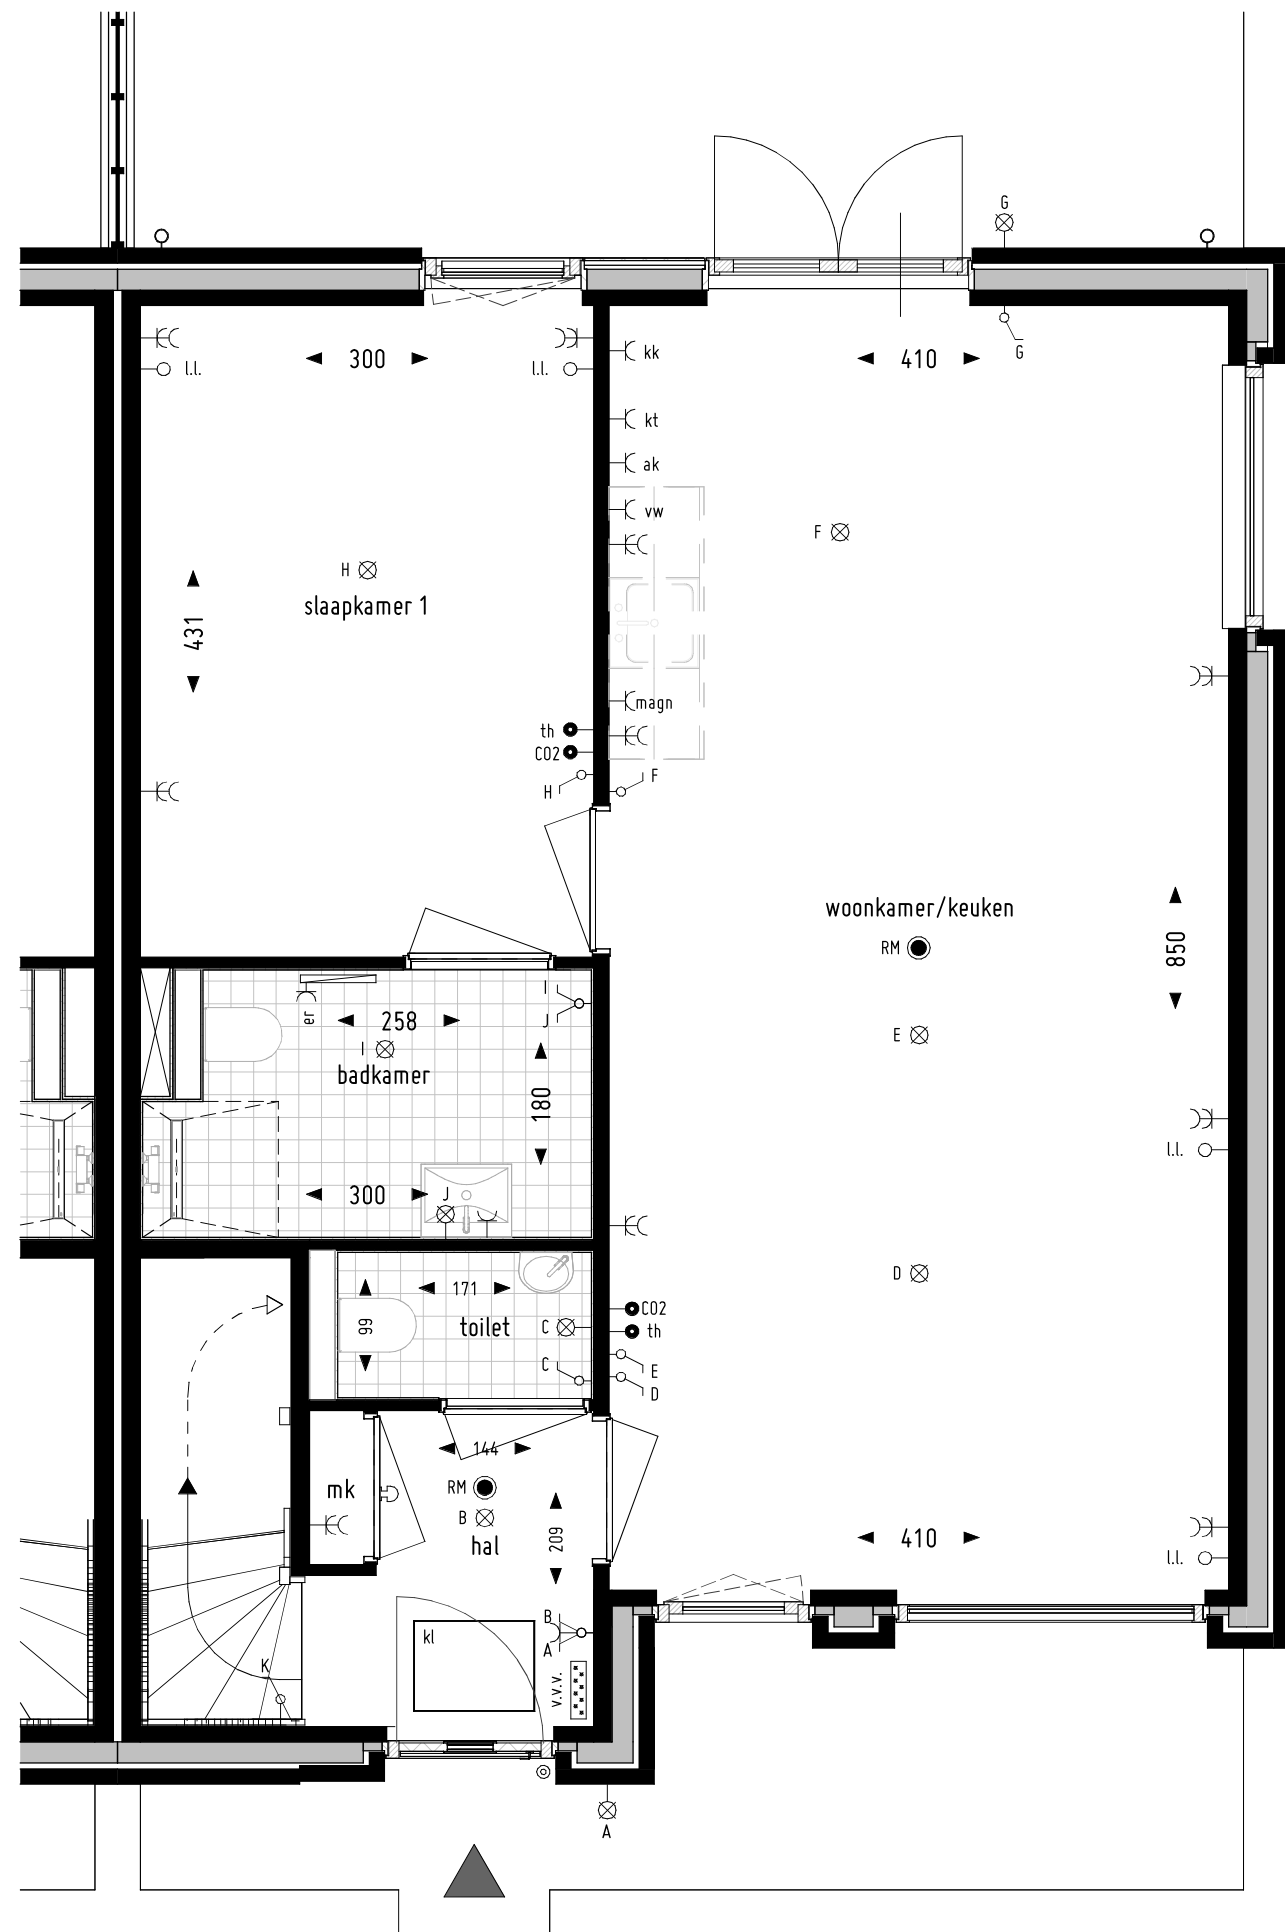 G
l.l.
300
l.l.
kk
410
G
kt
ak
vw
F
H
slaapkamer 1
431
magn
th
CO2
H
F
woonkamer/keuken
RM
850
I
er
258
J
I
badkamer
E
180
l.l.
300
J
D
171
99
toilet
C
CO2
th
C
E
D
144
RM
mk
B
hal
209
410
l.l.
B
kl
A
K
v.v.v.
A